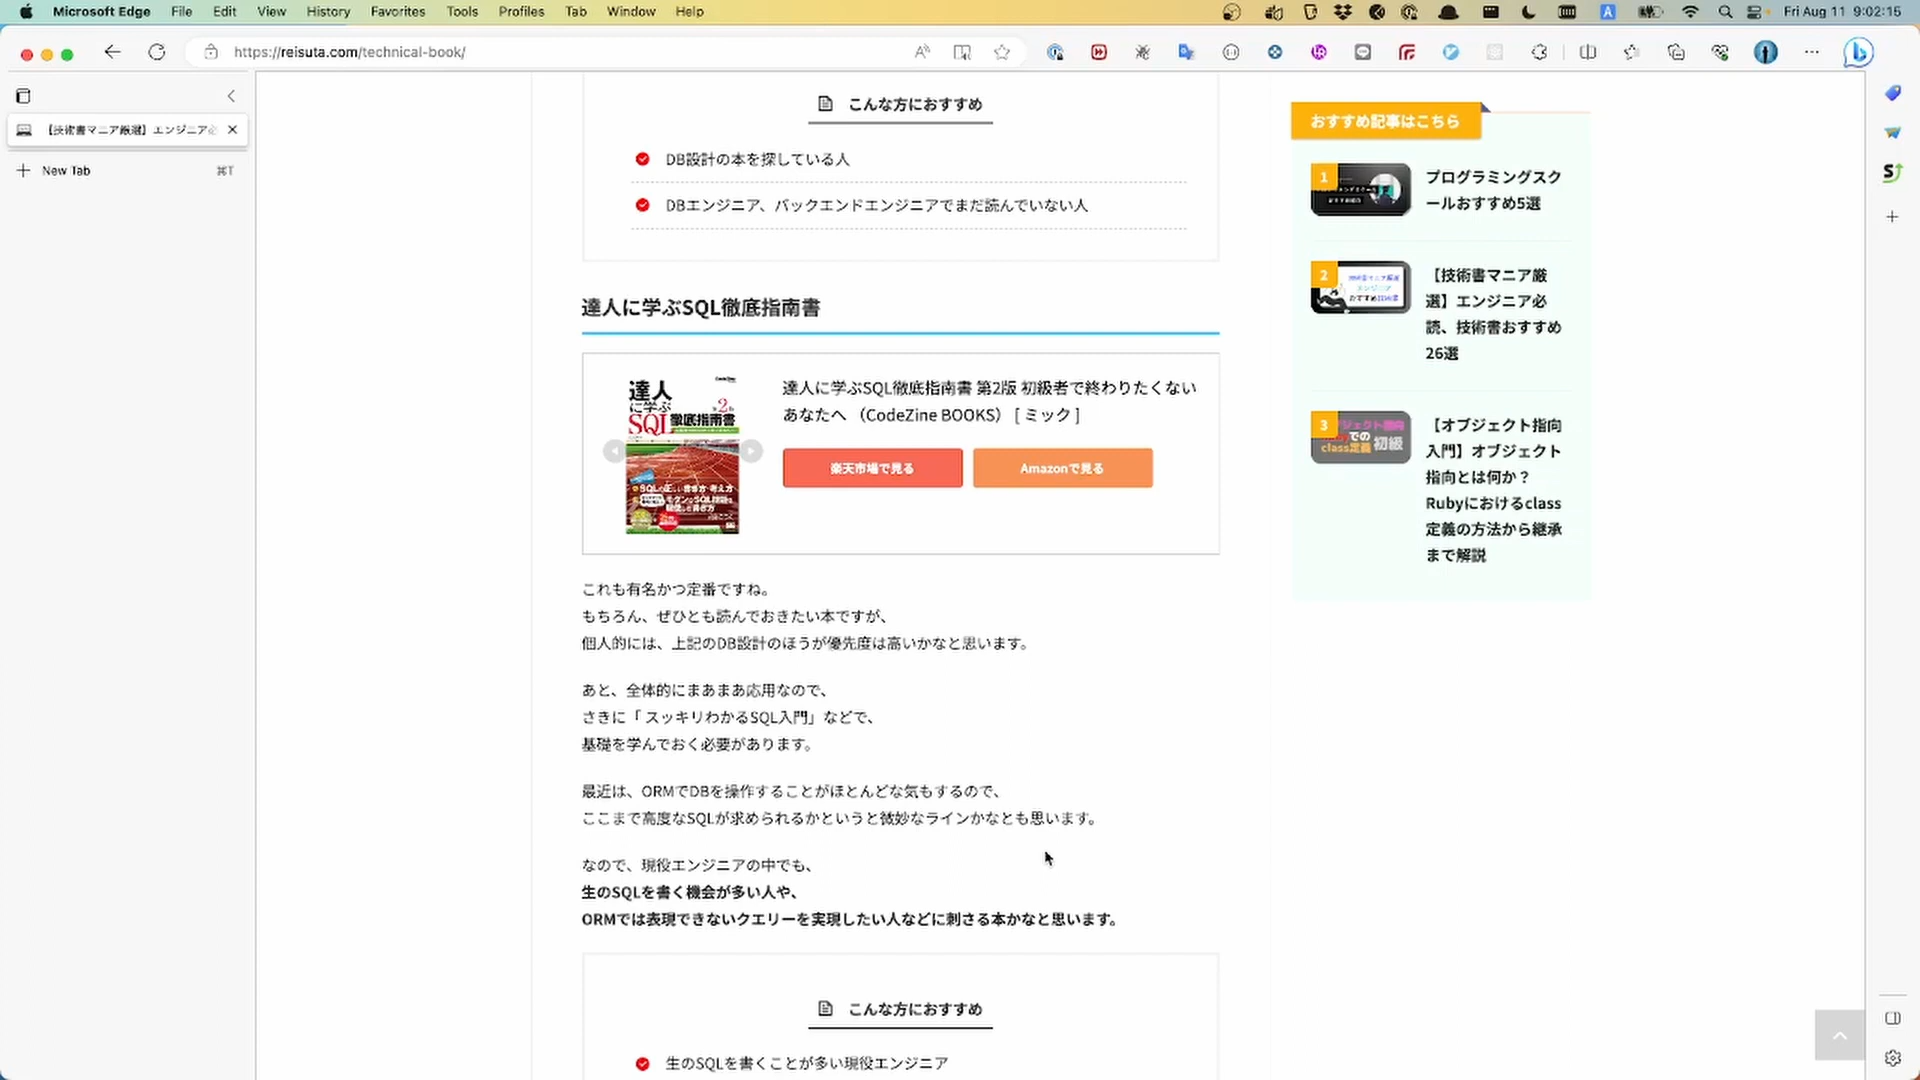 Microsoft Edge File Edit View History Favorites Tools Profiles Tab Window Help
A
Fri Aug 11 9:02:15
https://reisuta.com/technical-book/
【技術書マニア厳選】エンジニア必
New Tab ⌘T
こんな方におすすめ
DB設計の本を探している人
DBエンジニア、バックエンドエンジニアでまだ読んでいない人
達人に学ぶSQL徹底指南書
達人
に学ぶ
SQL 徹底指南書
達人に学ぶSQL徹底指南書 第2版 初級者で終わりたくない
あなたへ （CodeZine BOOKS） [ ミック ]
楽天市場で見る
Amazonで見る
これも有名かつ定番ですね。
もちろん、ぜひとも読んでおきたい本ですが、
個人的には、上記のDB設計のほうが優先度は高いかなと思います。
あと、全体的にまあまあ応用なので、
さきに「 スッキリわかるSQL入門」などで、
基礎を学んでおく必要があります。
最近は、ORMでDBを操作することがほとんどな気もするので、
ここまで高度なSQLが求められるかというと微妙なラインかなとも思います。
なので、現役エンジニアの中でも、
生のSQLを書く機会が多い人や、
ORMでは表現できないクエリーを実現したい人などに刺さる本かなと思います。
こんな方におすすめ
生のSQLを書くことが多い現役エンジニア
おすすめ記事はこちら
1
プログラミングスク
ールおすすめ5選
2
【技術書マニア厳
選】エンジニア必
読、技術書おすすめ
26選
3
での
class定義 初級
【オブジェクト指向
入門】オブジェクト
指向とは何か？
Rubyにおけるclass
定義の方法から継承
まで解説